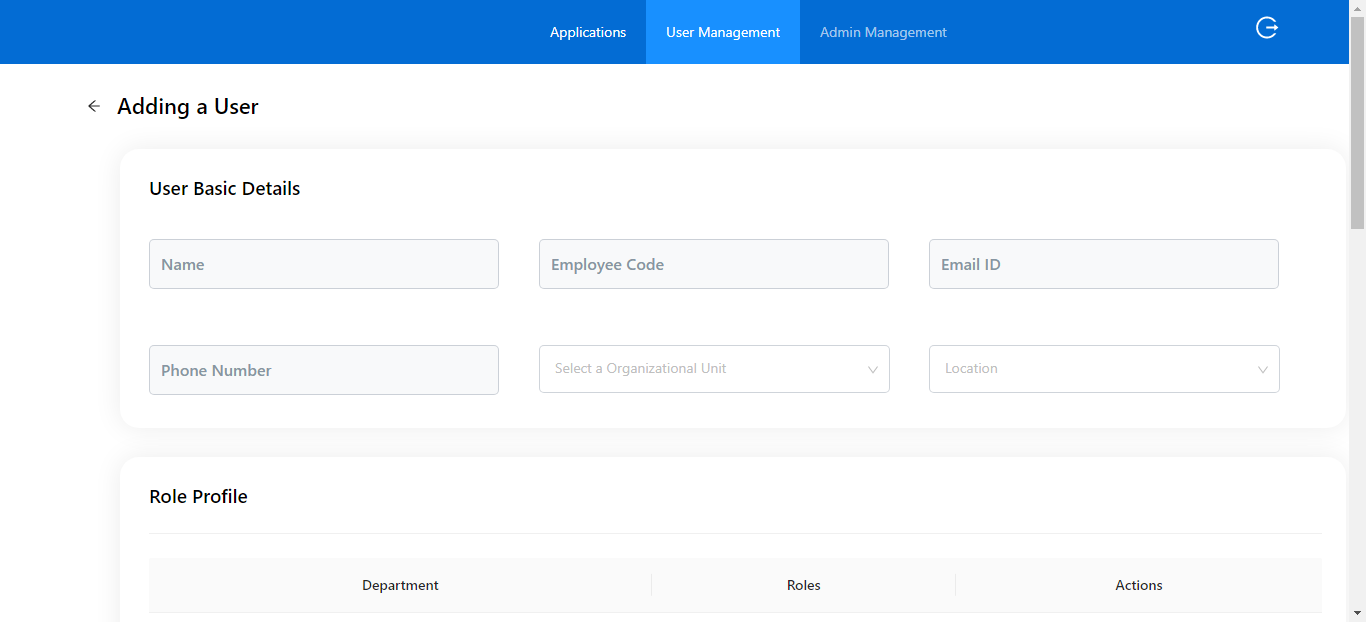 Applications User Management Admin Management
Adding a User
User Basic Details
Name Employee Code Email ID
Phone Number Select a Organizational Unit Location
Role Profile
Department Roles Actions